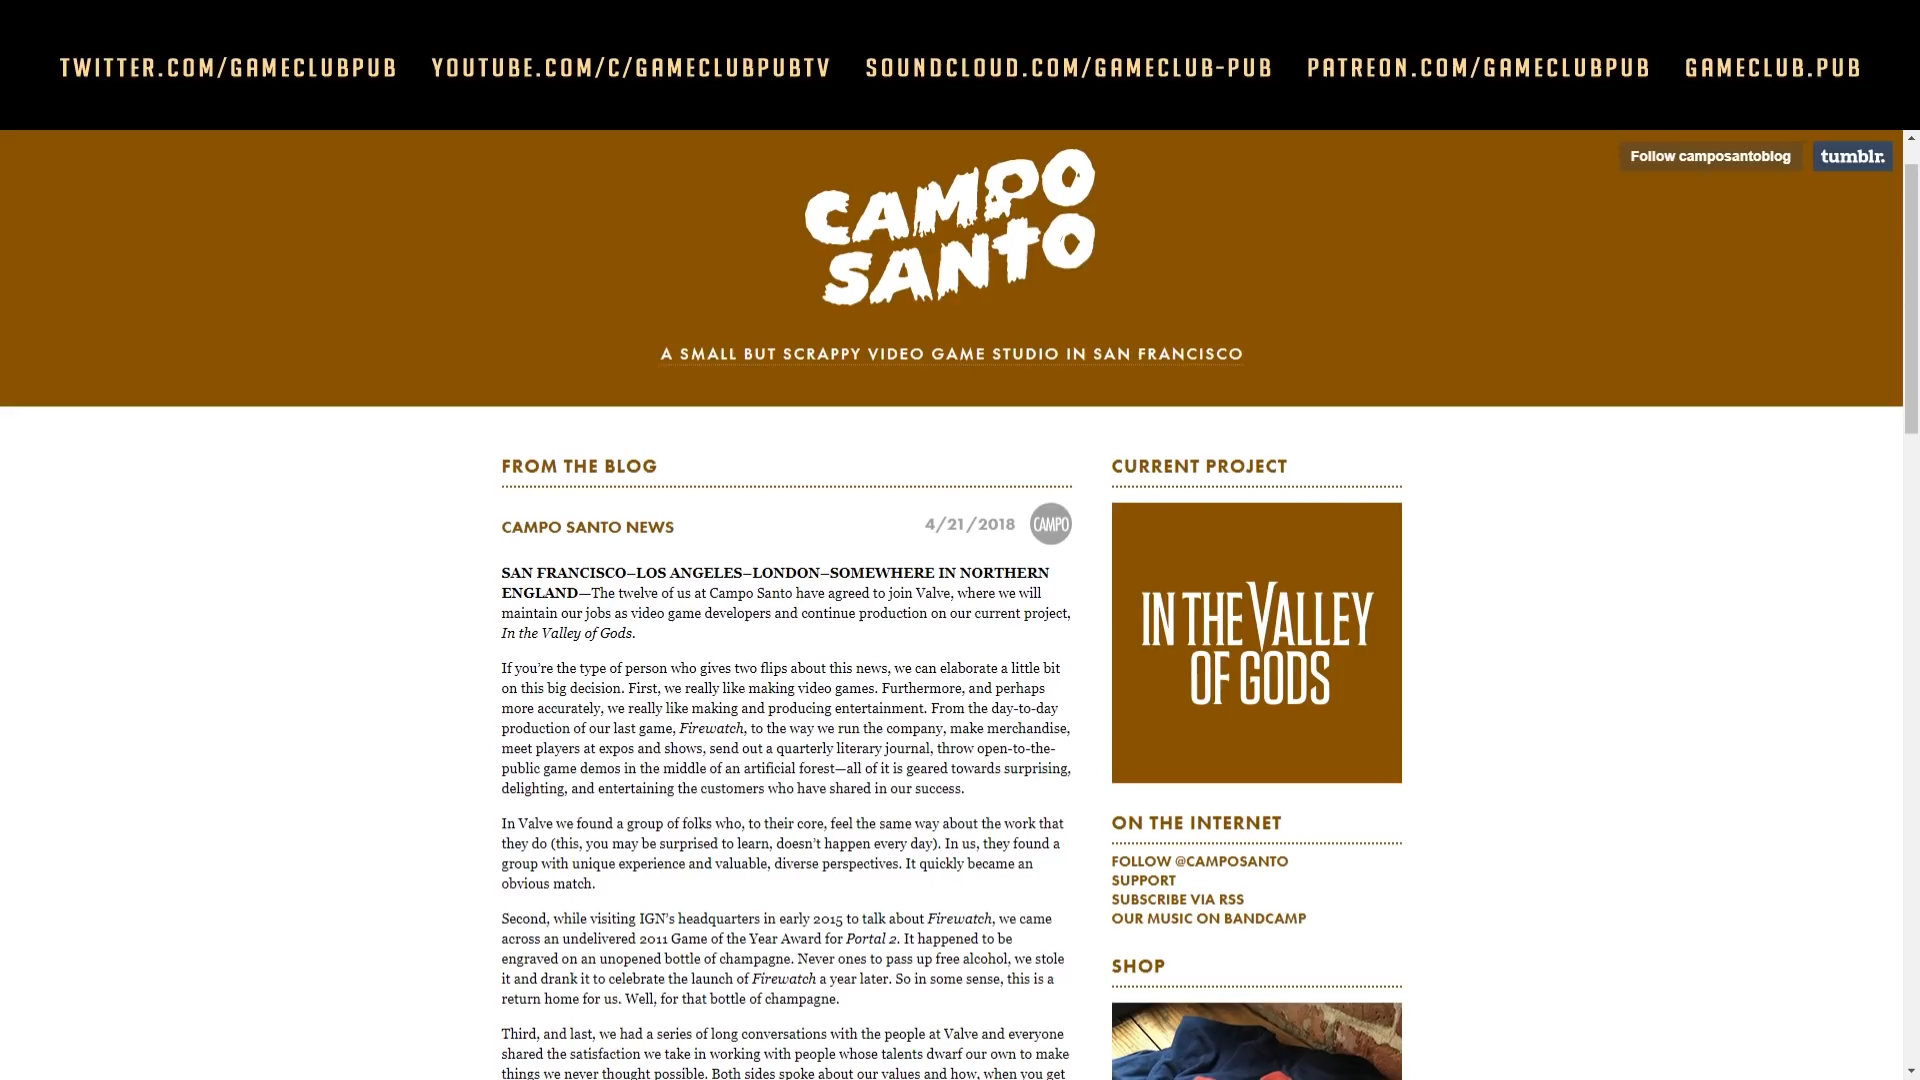 TWITTER.COM/GAMECLUBPUB YOUTUBE.COM/C/GAMECLUBPUBTV SOUNDCLOUD.COM/GAMECLUB-PUB PATREON.COM/GAMECLUBPUB GAMECLUB.PUB
Follow camposantoblog
tumblr.
CAMPO
SANTO
A SMALL BUT SCRAPPY VIDEO GAME STUDIO IN SAN FRANCISCO
FROM THE BLOG
CAMPO SANTO NEWS
4/21/2018
CAMPO
SAN FRANCISCO–LOS ANGELES–LONDON–SOMEWHERE IN NORTHERN
ENGLAND—The twelve of us at Campo Santo have agreed to join Valve, where we will
maintain our jobs as video game developers and continue production on our current project,
In the Valley of Gods.
If you’re the type of person who gives two flips about this news, we can elaborate a little bit
on this big decision. First, we really like making video games. Furthermore, and perhaps
more accurately, we really like making and producing entertainment. From the day-to-day
production of our last game, Firewatch, to the way we run the company, make merchandise,
meet players at expos and shows, send out a quarterly literary journal, throw open-to-the-
public game demos in the middle of an artificial forest—all of it is geared towards surprising,
delighting, and entertaining the customers who have shared in our success.
In Valve we found a group of folks who, to their core, feel the same way about the work that
they do (this, you may be surprised to learn, doesn’t happen every day). In us, they found a
group with unique experience and valuable, diverse perspectives. It quickly became an
obvious match.
Second, while visiting IGN’s headquarters in early 2015 to talk about Firewatch, we came
across an undelivered 2011 Game of the Year Award for Portal 2. It happened to be
engraved on an unopened bottle of champagne. Never ones to pass up free alcohol, we stole
it and drank it to celebrate the launch of Firewatch a year later. So in some sense, this is a
return home for us. Well, for that bottle of champagne.
Third, and last, we had a series of long conversations with the people at Valve and everyone
shared the satisfaction we take in working with people whose talents dwarf our own to make
things we never thought possible. Both sides spoke about our values and how, when you get
CURRENT PROJECT
IN THE VALLEY
OF GODS
ON THE INTERNET
FOLLOW @CAMPOSANTO
SUPPORT
SUBSCRIBE VIA RSS
OUR MUSIC ON BANDCAMP
SHOP